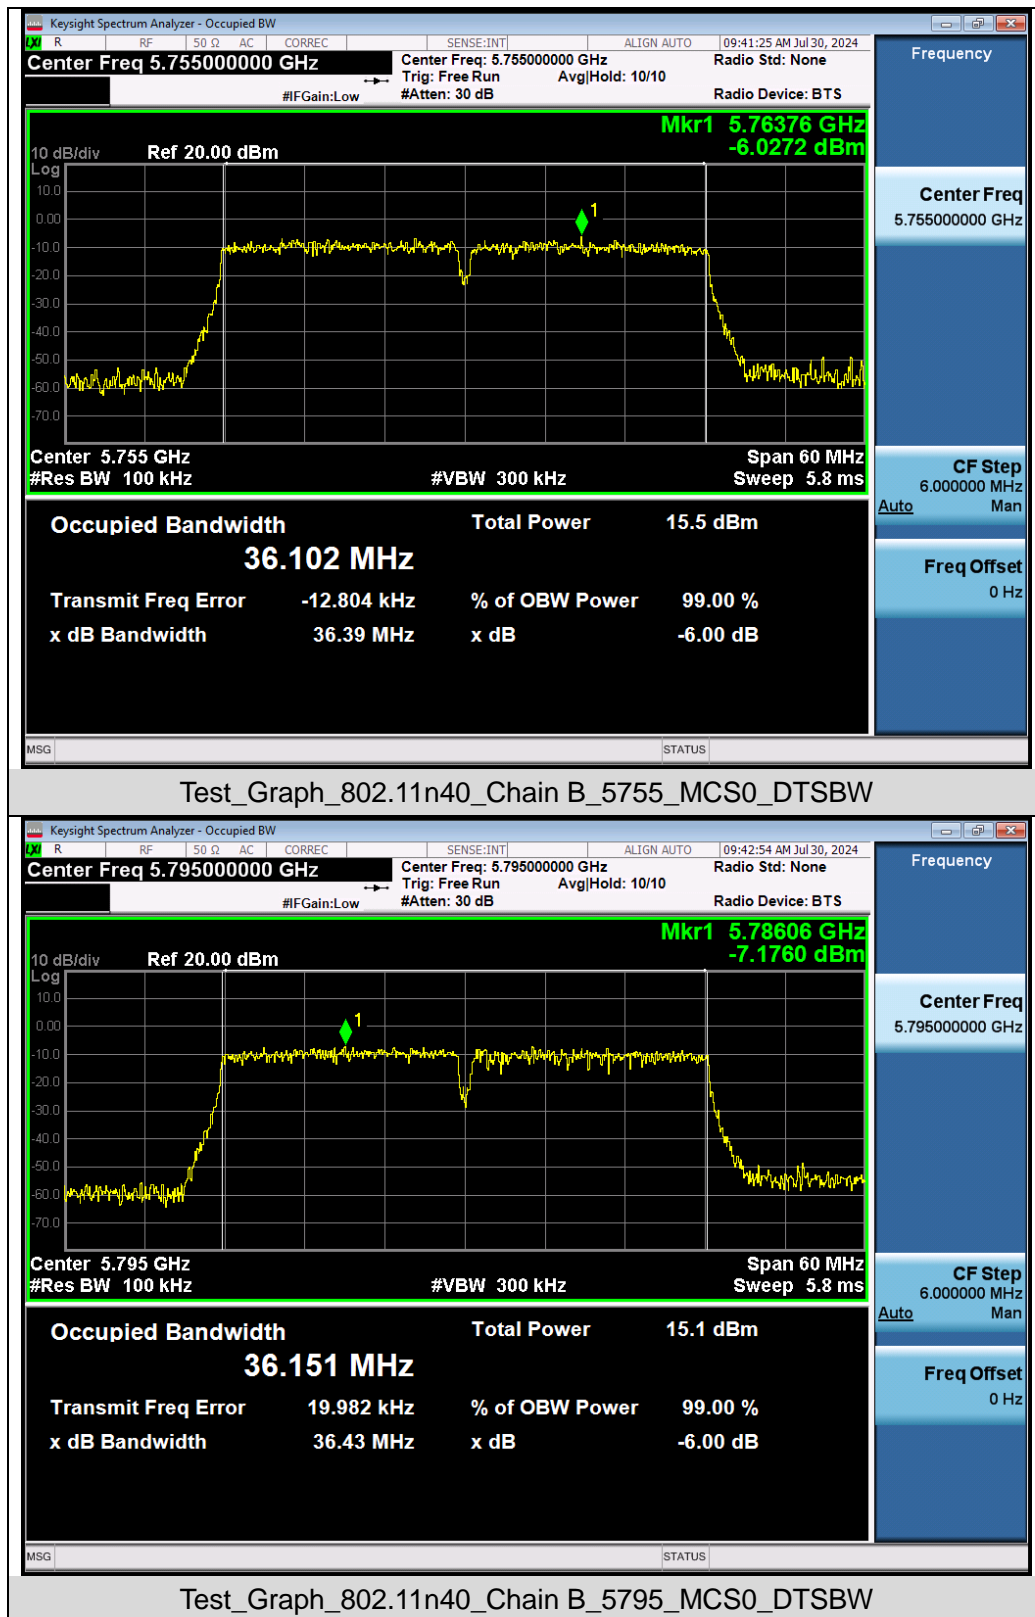 Keysight Spectrum Analyzer - Occupied BW
LXI R RF 50 Ω AC CORREC SENSE:INT ALIGN AUTO 09:41:25 AM Jul 30, 2024
Center Freq 5.755000000 GHz
Center Freq: 5.755000000 GHz Radio Std: None
Trig: Free Run Avg|Hold: 10/10
#IFGain:Low #Atten: 30 dB Radio Device: BTS
Frequency
Mkr1 5.76376 GHz
-6.0272 dBm
10 dB/div Ref 20.00 dBm
Log
10.0
0.00
-10.0
-20.0
-30.0
-40.0
-50.0
-60.0
-70.0
1
Center Freq
5.755000000 GHz
Center 5.755 GHz Span 60 MHz
#Res BW 100 kHz #VBW 300 kHz Sweep 5.8 ms
CF Step
6.000000 MHz
Auto Man
Occupied Bandwidth Total Power 15.5 dBm
36.102 MHz
Transmit Freq Error -12.804 kHz % of OBW Power 99.00 %
x dB Bandwidth 36.39 MHz x dB -6.00 dB
Freq Offset
0 Hz
MSG STATUS
Test_Graph_802.11n40_Chain B_5755_MCS0_DTSBW
Keysight Spectrum Analyzer - Occupied BW
LXI R RF 50 Ω AC CORREC SENSE:INT ALIGN AUTO 09:42:54 AM Jul 30, 2024
Center Freq 5.795000000 GHz
Center Freq: 5.795000000 GHz Radio Std: None
Trig: Free Run Avg|Hold: 10/10
#IFGain:Low #Atten: 30 dB Radio Device: BTS
Frequency
Mkr1 5.78606 GHz
-7.1760 dBm
10 dB/div Ref 20.00 dBm
Log
10.0
0.00
-10.0
-20.0
-30.0
-40.0
-50.0
-60.0
-70.0
1
Center Freq
5.795000000 GHz
Center 5.795 GHz Span 60 MHz
#Res BW 100 kHz #VBW 300 kHz Sweep 5.8 ms
CF Step
6.000000 MHz
Auto Man
Occupied Bandwidth Total Power 15.1 dBm
36.151 MHz
Transmit Freq Error 19.982 kHz % of OBW Power 99.00 %
x dB Bandwidth 36.43 MHz x dB -6.00 dB
Freq Offset
0 Hz
MSG STATUS
Test_Graph_802.11n40_Chain B_5795_MCS0_DTSBW